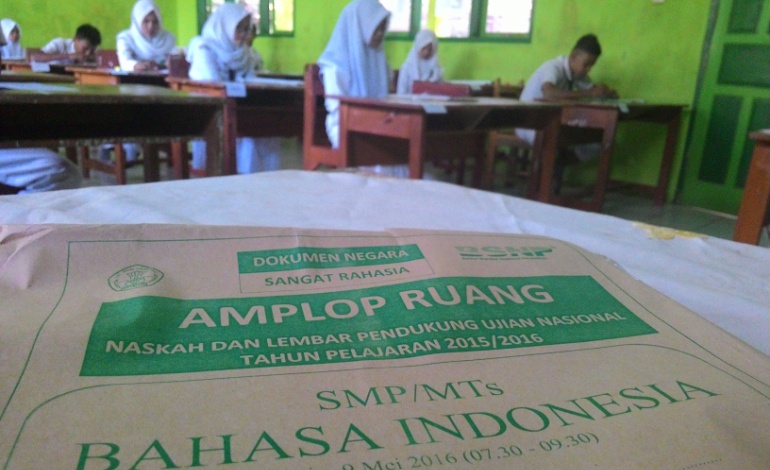 DOKUMEN NEGARA
SANGAT RAHASIA
BSNP
AMPLOP RUANG
NASKAH DAN LEMBAR PENDUKUNG UJIAN NASIONAL
TAHUN PELAJARAN 2015/2016
SMP/MTs
BAHASA INDONESIA
9 Mei 2016 (07.30 - 09.30)